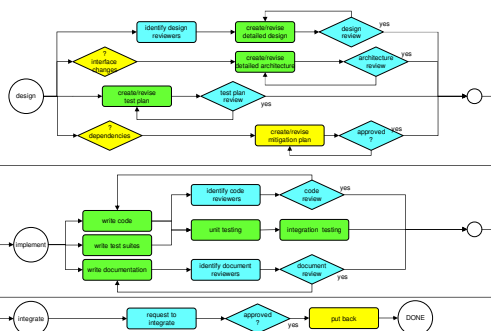 identify design
reviewers
create/revise
detailed design
design
review
yes
?
interface
changes
create/revise
detailed architecture
architecture
review
yes
design
create/revise
test plan
test plan
review
yes
?
dependencies
create/revise
mitigation plan
approved
?
yes
identify code
reviewers
code
review
yes
write code
unit testing
integration testing
implement
write test suites
write documentation
identify document
reviewers
document
review
yes
integrate
request to
integrate
approved
?
yes
put back
DONE